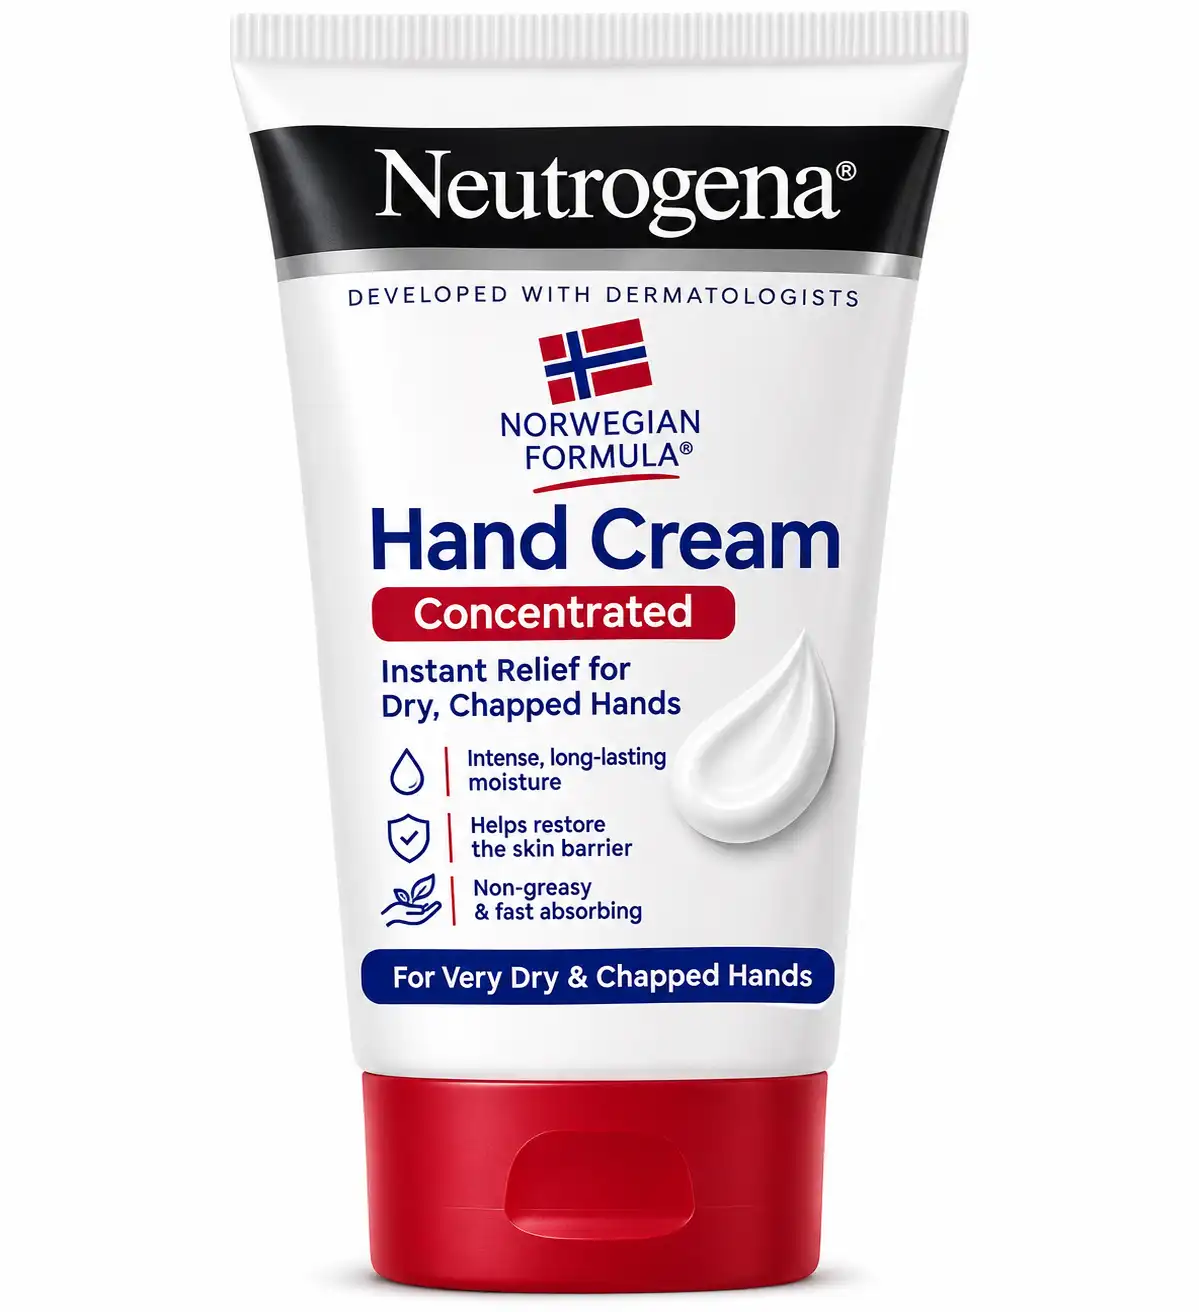 Neutrogena®
DEVELOPED WITH DERMATOLOGISTS
NORWEGIAN
FORMULA®
Hand Cream
Concentrated
Instant Relief for
Dry, Chapped Hands
Intense, long-lasting
moisture
Helps restore
the skin barrier
Non-greasy
& fast absorbing
For Very Dry & Chapped Hands